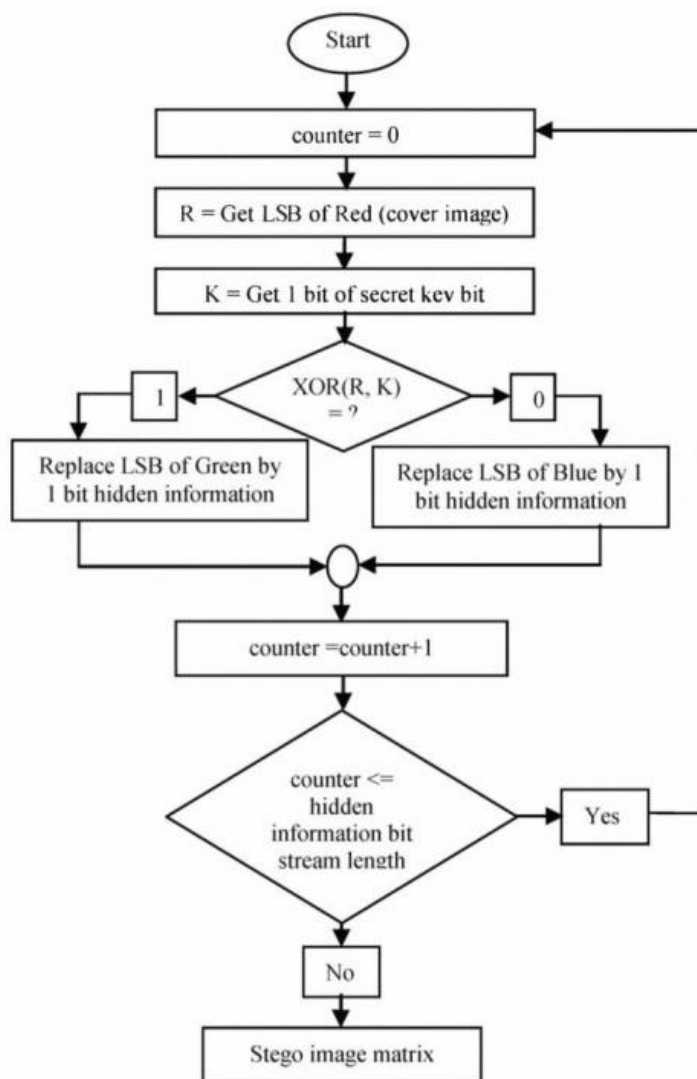 Start
counter = 0
R = Get LSB of Red (cover image)
K = Get 1 bit of secret key bit
XOR(R, K)
= ?
1
0
Replace LSB of Green by
1 bit hidden information
Replace LSB of Blue by 1
bit hidden information
counter =counter+1
counter <=
hidden
information bit
stream length
Yes
No
Stego image matrix